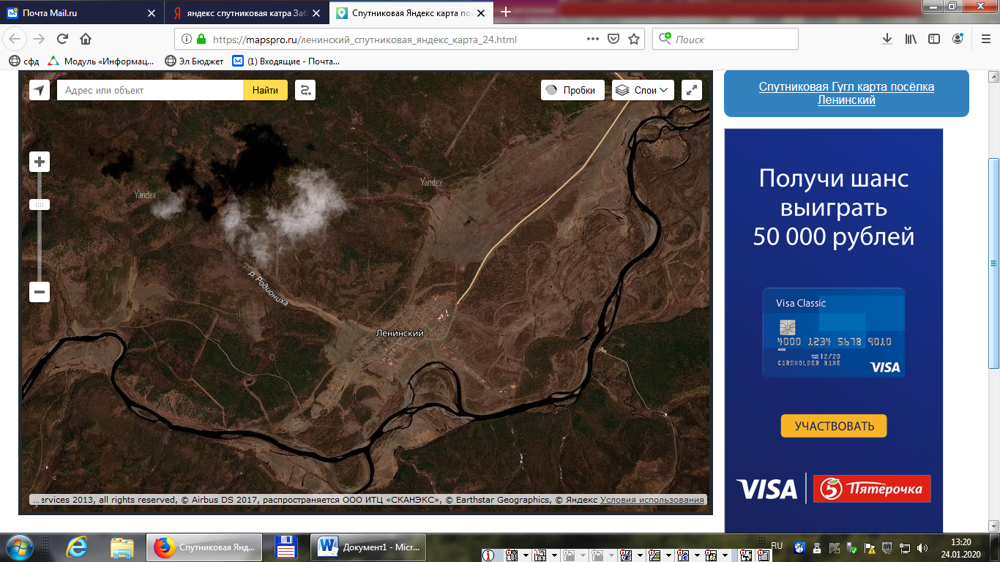 Почта Mail.ru
яндекс спутниковая катра Заб
Спутниковая Яндекс карта по
https://mapspro.ru/ленинский_спутниковая_яндекс_карта_24.html
Поиск
сфд
Модуль «Информац...
Эл Бюджет
(1) Входящие - Почта...
Адрес или объект
Найти
Пробки
Слои
Yandex
Yandex
р. Родиониха
Ленинский
...ervices 2013, all rights reserved, © Airbus DS 2017, распространяется ООО ИТЦ «СКАНЭКС», © Earthstar Geographics, © Яндекс Условия использования
Спутниковая Гугл карта посёлка
Ленинский
Получи шанс
выиграть
50 000 рублей
Visa Classic
4000 1234 5678 9010
4000
12/20
CARDHOLDER NAME
VISA
УЧАСТВОВАТЬ
VISA
5 Пятёрочка
Спутниковая Янд...
Документ1 - Micr...
RU
13:20
24.01.2020